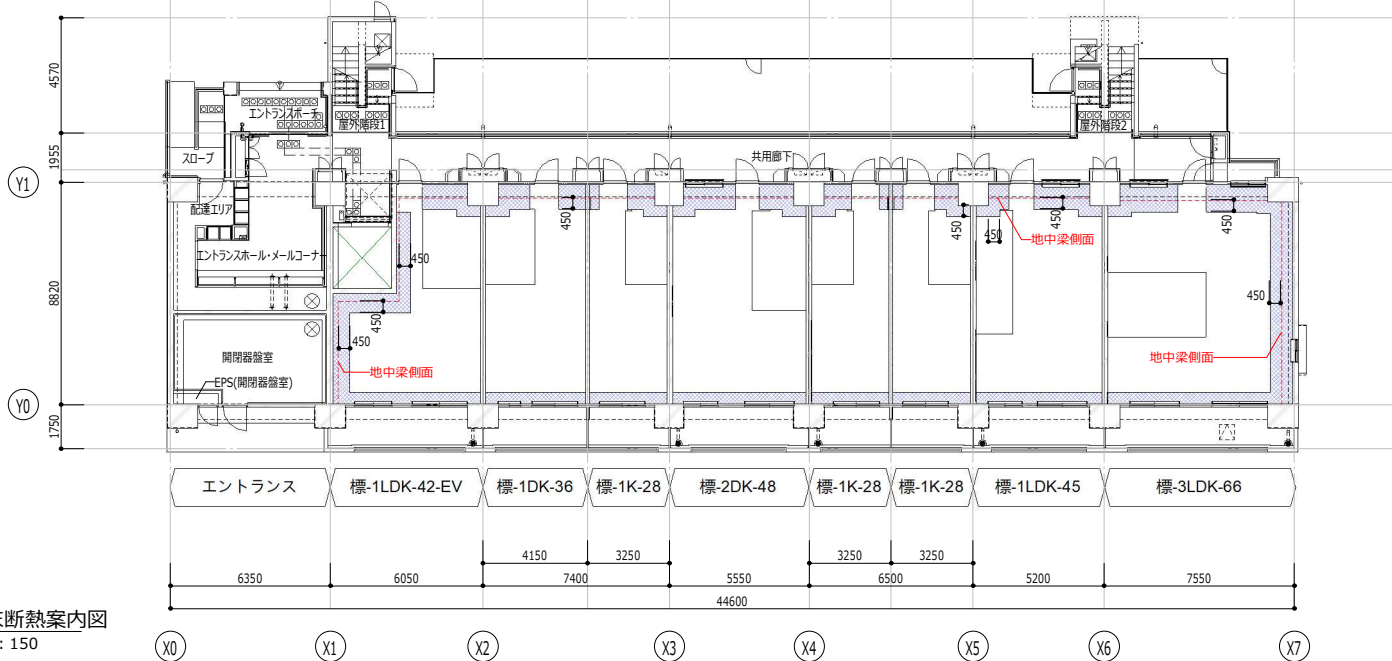 4570
エントランスポーチ
屋外階段1
屋外階段2
1955
スロープ
共用廊下
Y1
配達エリア
450
450
450
450
450
地中梁側面
エントランスホール・メールコーナー
450
8820
450
450
450
開閉器盤室
地中梁側面
地中梁側面
EPS(開閉器盤室)
Y0
1750
エントランス
標-1LDK-42-EV
標-1DK-36
標-1K-28
標-2DK-48
標-1K-28
標-1K-28
標-1LDK-45
標-3LDK-66
4150
3250
3250
3250
6350
6050
7400
5550
6500
5200
7550
44600
断熱案内図
: 150
X0
X1
X2
X3
X4
X5
X6
X7